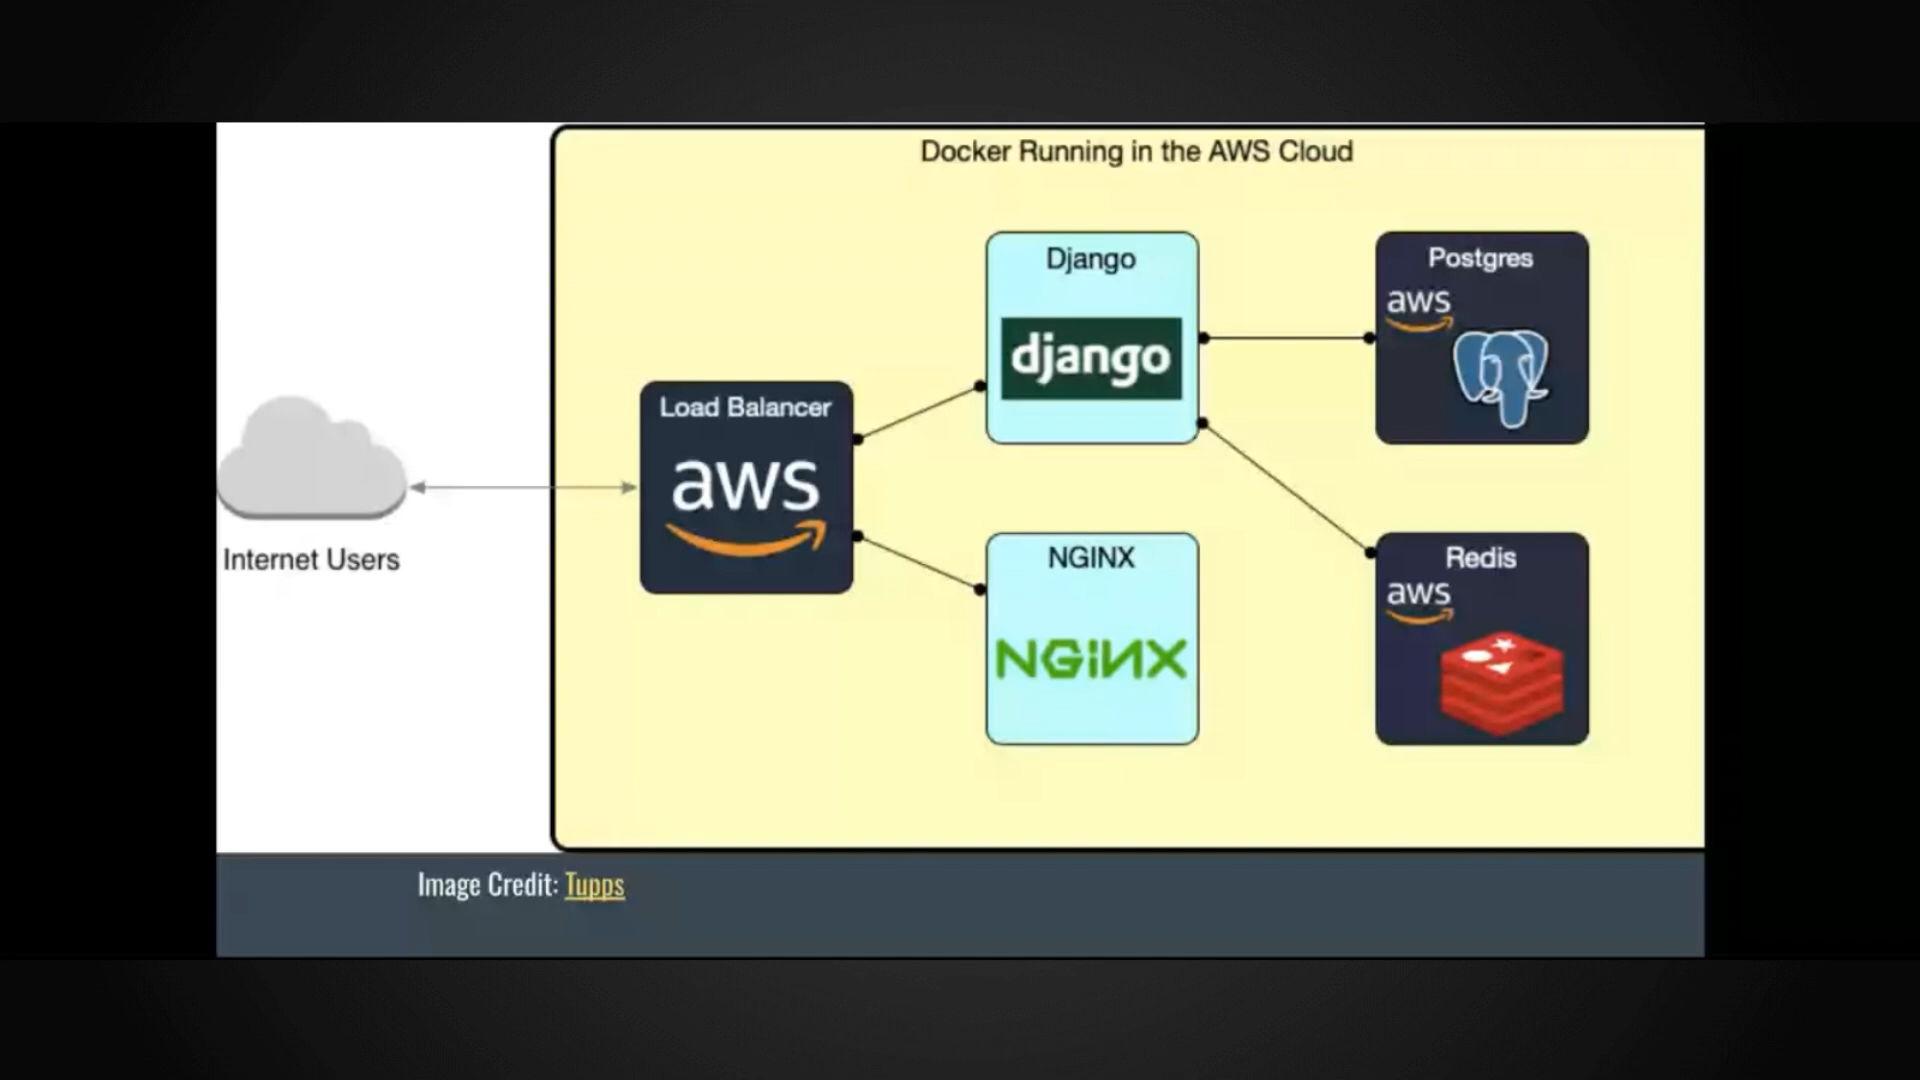 Docker Running in the AWS Cloud
Django
django
Postgres
aws
Load Balancer
aws
Internet Users
NGINX
NGINX
Redis
aws
Image Credit: Tupps